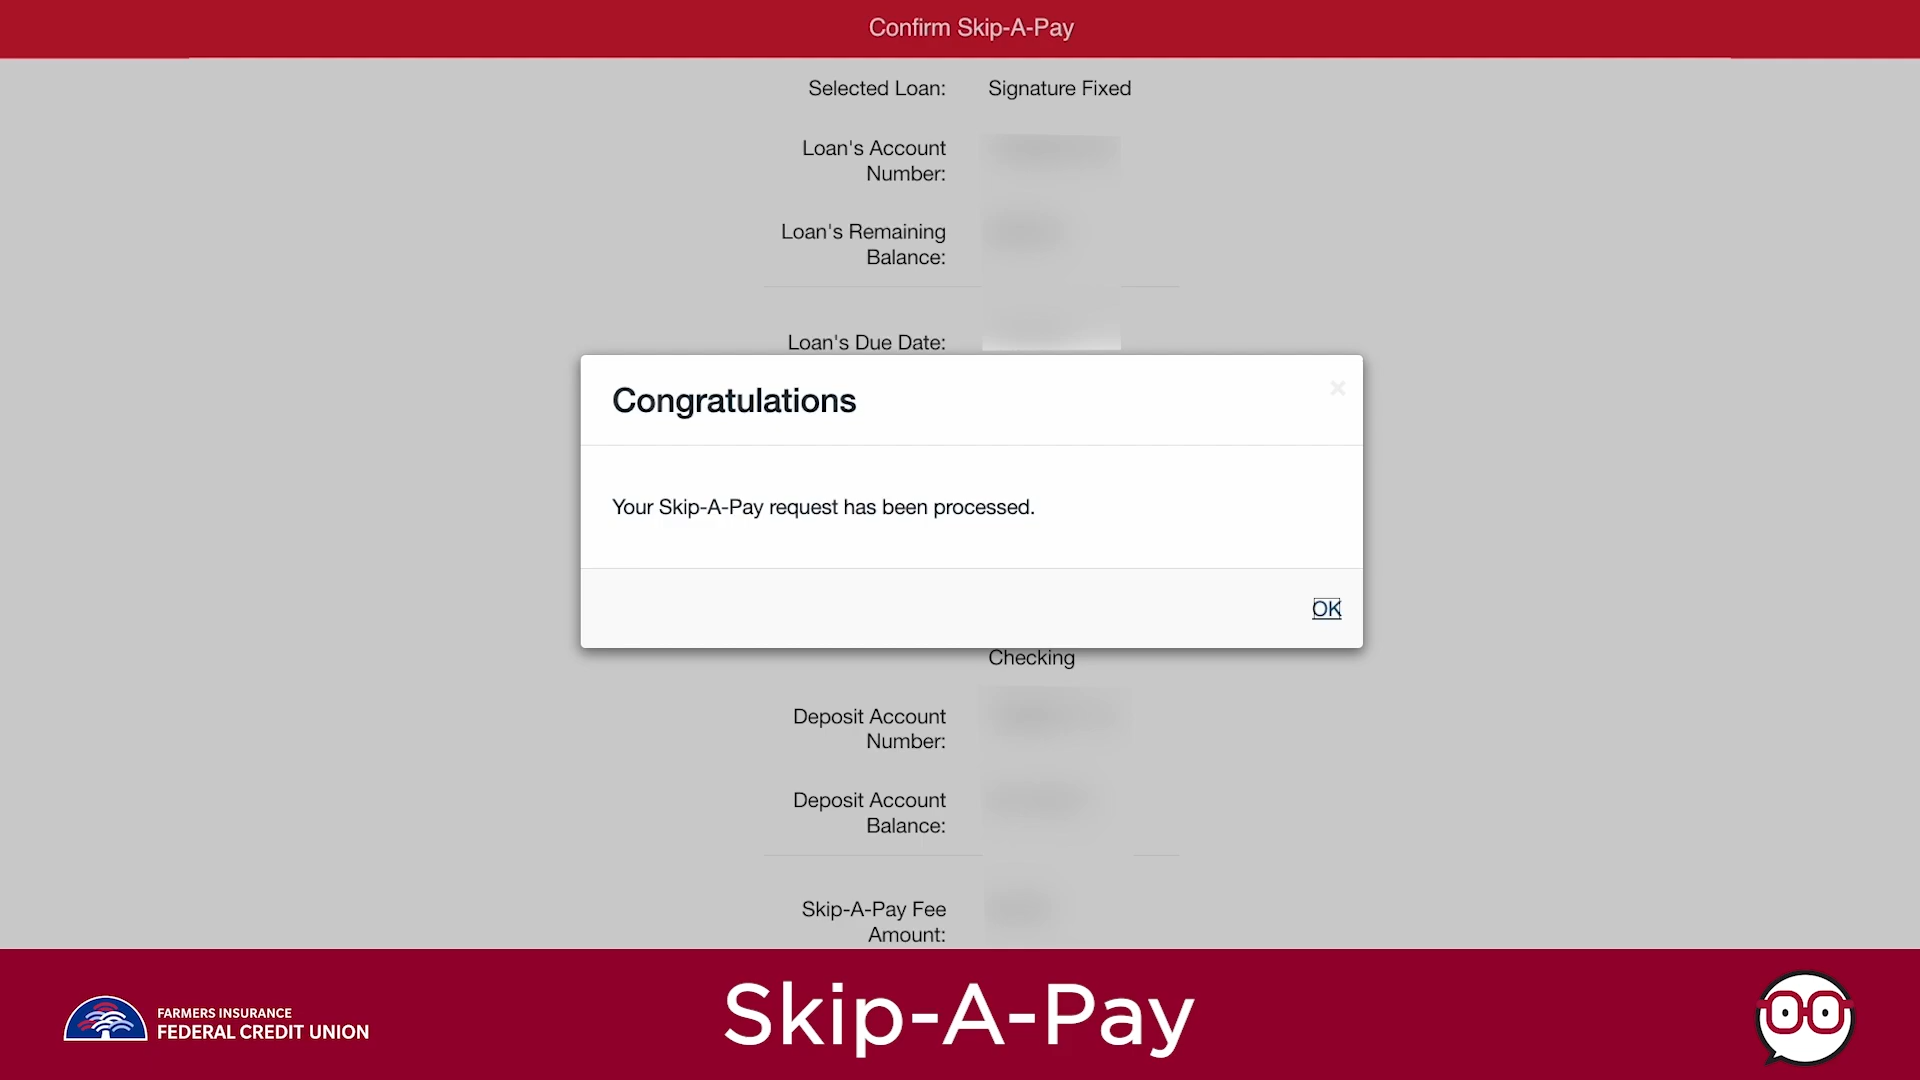 Confirm Skip-A-Pay
Selected Loan: Signature Fixed
Loan's Account
Number:
Loan's Remaining
Balance:
Loan's Due Date:
Congratulations
×
Your Skip-A-Pay request has been processed.
OK
Checking
Deposit Account
Number:
Deposit Account
Balance:
Skip-A-Pay Fee
Amount:
FARMERS INSURANCE
FEDERAL CREDIT UNION
Skip-A-Pay